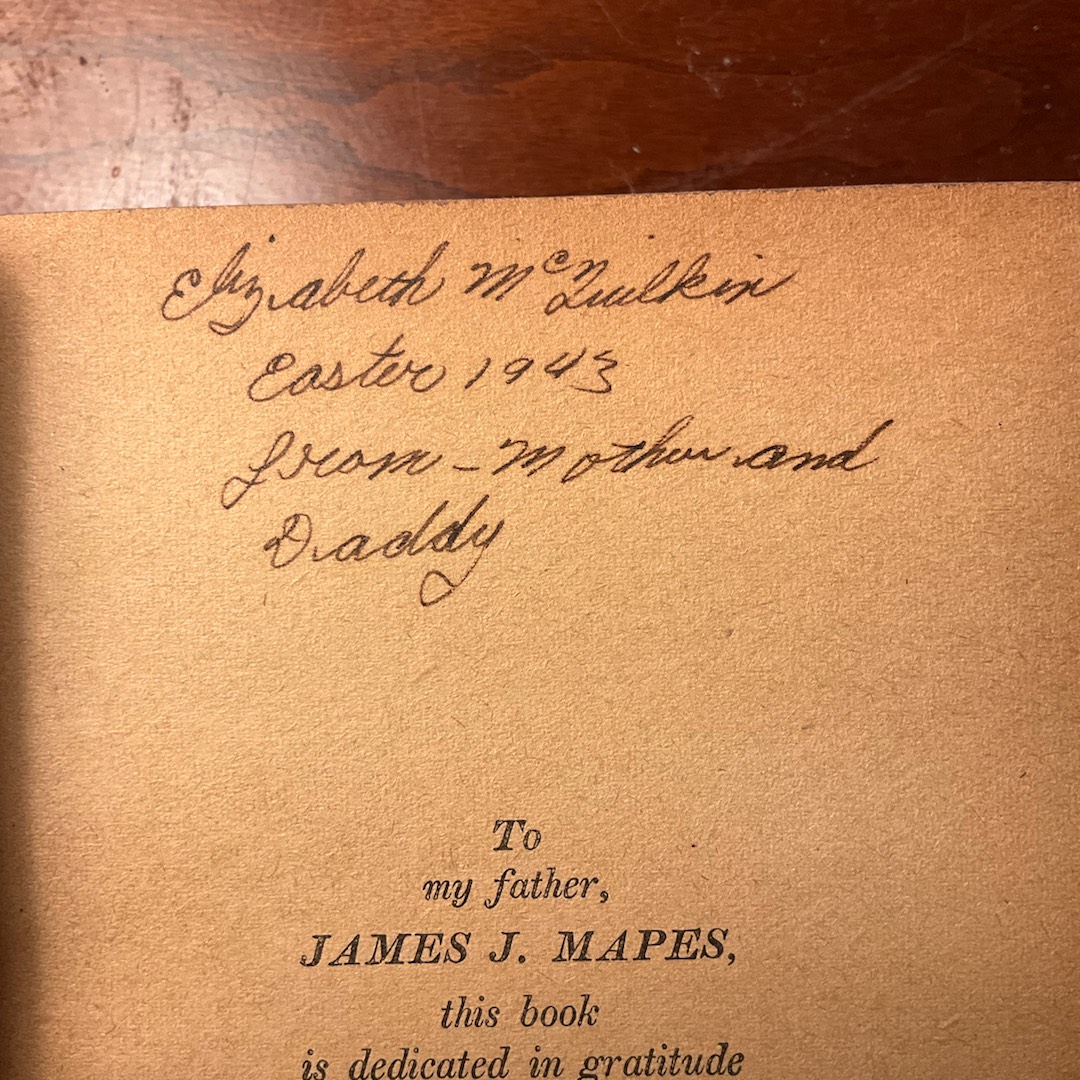 Elizabeth McQuilkin
Easter 1943
From - Mother and
Daddy
To
my father,
JAMES J. MAPES,
this book
is dedicated in gratitude